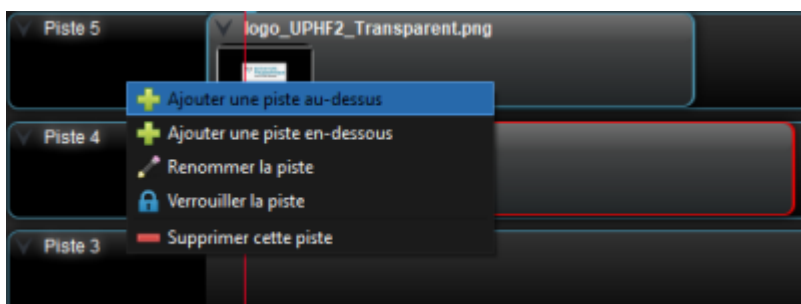 Piste 5
logo_UPHF2_Transparent.png
Ajouter une piste au-dessus
Piste 4
Ajouter une piste en-dessous
Renommer la piste
Verrouiller la piste
Piste 3
Supprimer cette piste